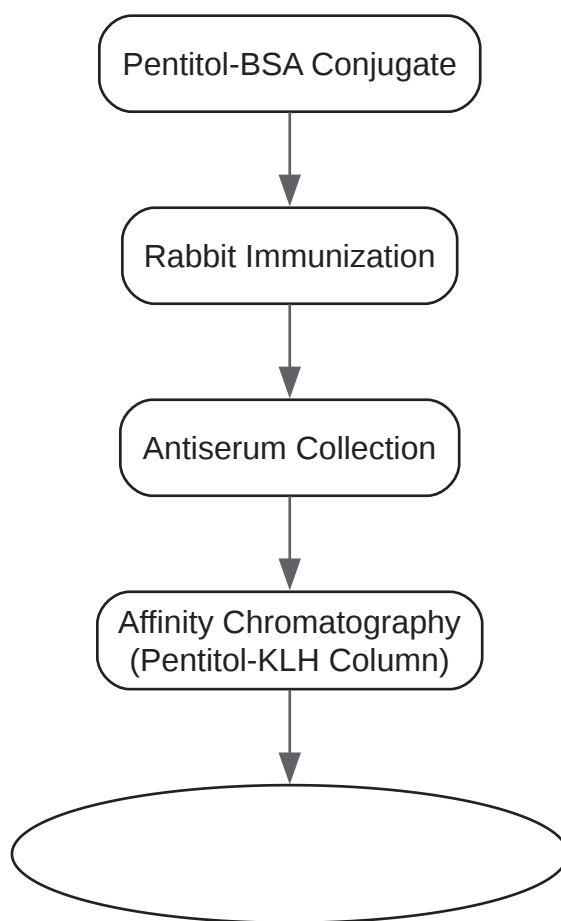 Pentitol-BSA Conjugate
Rabbit Immunization
Antiserum Collection
Affinity Chromatography
(Pentitol-KLH Column)